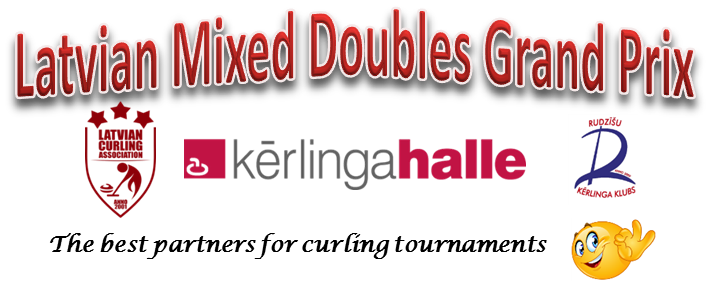 Latvian Mixed Doubles Grand Prix
LATVIAN
CURLING
ASSOCIATION
ANNO
2001
kērlingahalle
RUDZĪŠU
KĒRLINGA KLUBS
The best partners for curling tournaments